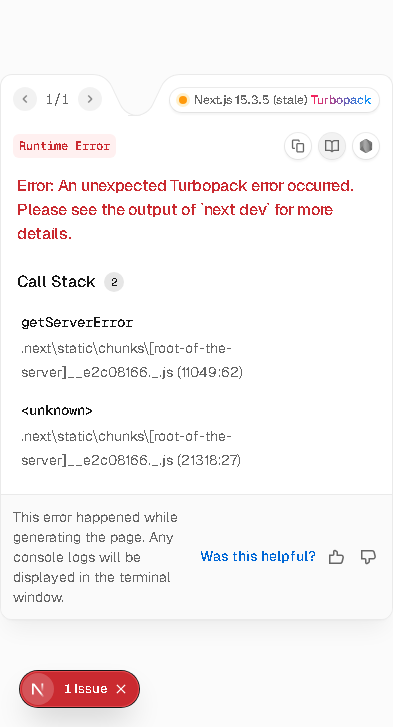 1/1
Next.js 15.3.5 (stale) Turbopack
Runtime Error
Error: An unexpected Turbopack error occurred.
Please see the output of `next dev` for more
details.
Call Stack 2
getServerError
.next\static\chunks\[root-of-the-
server]__e2c08166._.js (11049:62)
<unknown>
.next\static\chunks\[root-of-the-
server]__e2c08166._.js (21318:27)
This error happened while
generating the page. Any
console logs will be
displayed in the terminal
window.
Was this helpful?
N 1 Issue